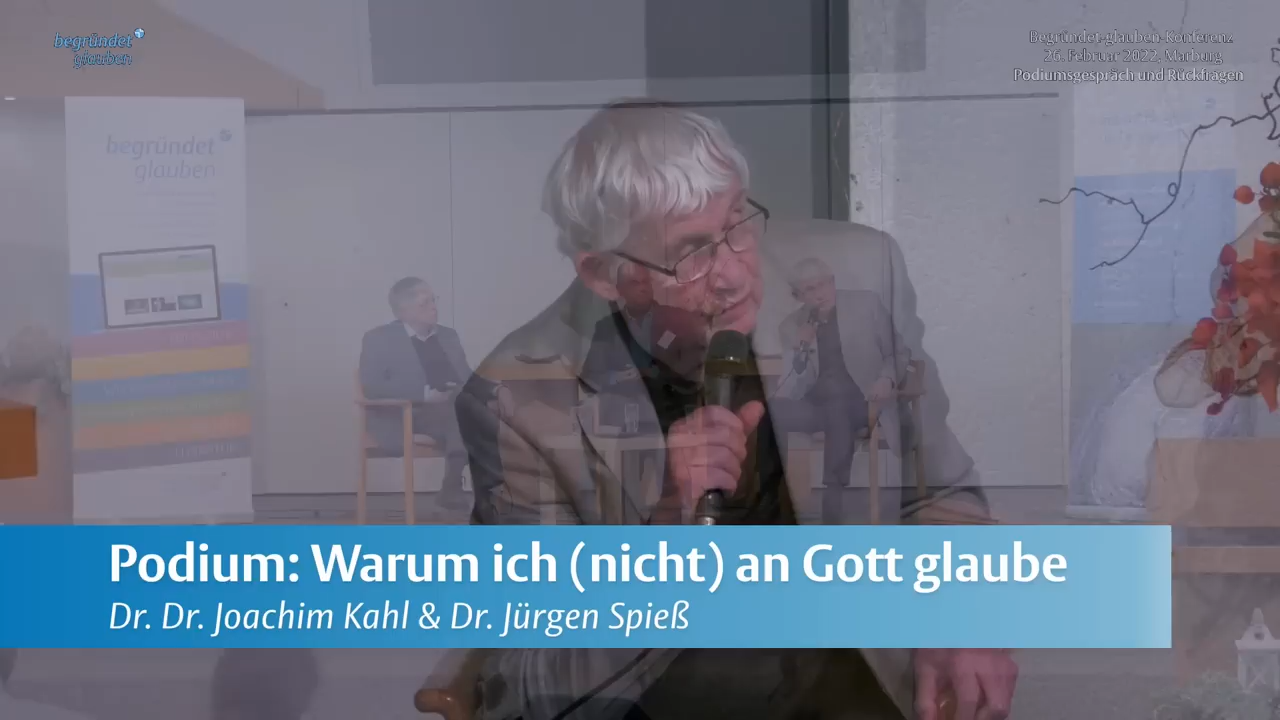 begründet
glauben
Begründet-glauben-Konferenz
26. Februar 2022, Marburg
Podiumsgespräch und Rückfragen
begründet
glauben
Podium: Warum ich (nicht) an Gott glaube
Dr. Dr. Joachim Kahl & Dr. Jürgen Spieß